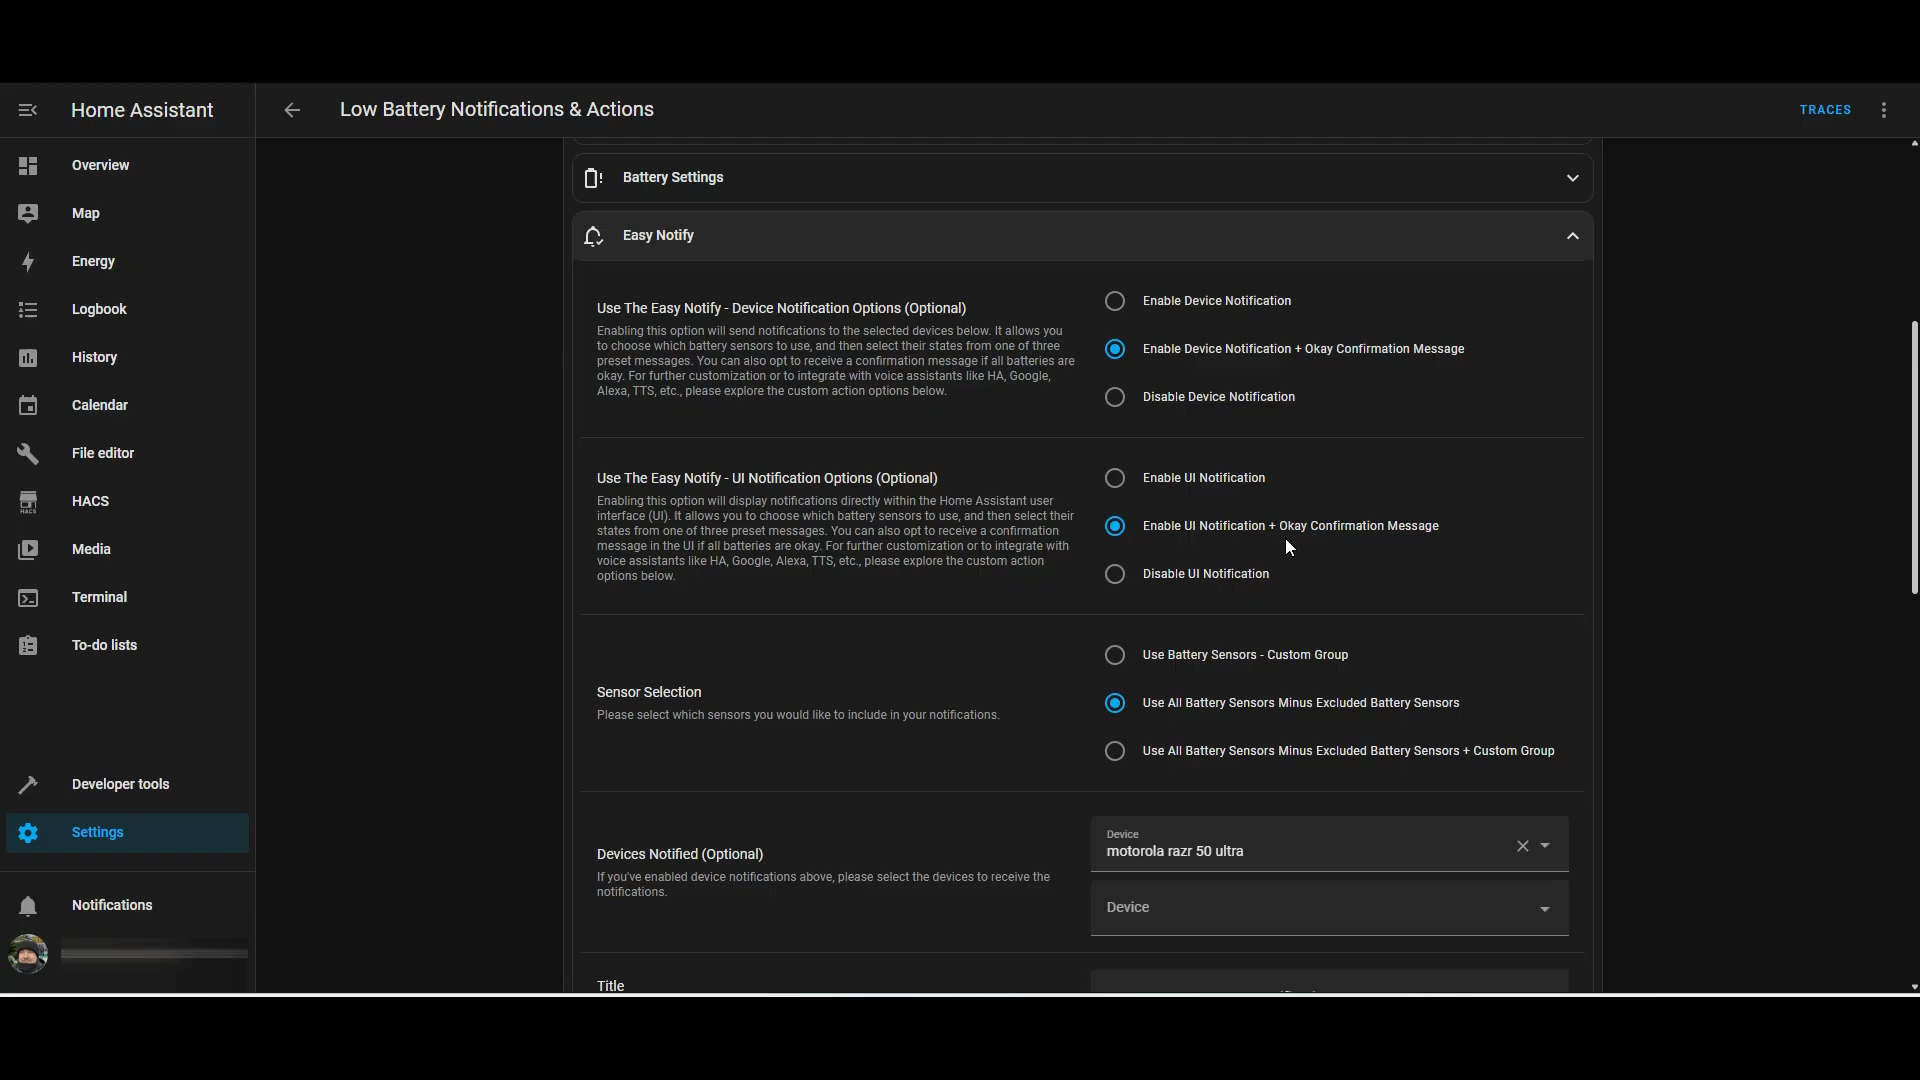 Home Assistant
Low Battery Notifications & Actions
TRACES
Overview
Map
Energy
Logbook
History
Calendar
File editor
HACS
HACS
Media
Terminal
To-do lists
Developer tools
Settings
Notifications
Battery Settings
Easy Notify
Use The Easy Notify - Device Notification Options (Optional)
Enabling this option will send notifications to the selected devices below. It allows you
to choose which battery sensors to use, and then select their states from one of three
preset messages. You can also opt to receive a confirmation message if all batteries are
okay. For further customization or to integrate with voice assistants like HA, Google,
Alexa, TTS, etc., please explore the custom action options below.
Enable Device Notification
Enable Device Notification + Okay Confirmation Message
Disable Device Notification
Use The Easy Notify - UI Notification Options (Optional)
Enabling this option will display notifications directly within the Home Assistant user
interface (UI). It allows you to choose which battery sensors to use, and then select their
states from one of three preset messages. You can also opt to receive a confirmation
message in the UI if all batteries are okay. For further customization or to integrate with
voice assistants like HA, Google, Alexa, TTS, etc., please explore the custom action
options below.
Enable UI Notification
Enable UI Notification + Okay Confirmation Message
Disable UI Notification
Sensor Selection
Please select which sensors you would like to include in your notifications.
Use Battery Sensors - Custom Group
Use All Battery Sensors Minus Excluded Battery Sensors
Use All Battery Sensors Minus Excluded Battery Sensors + Custom Group
Devices Notified (Optional)
If you've enabled device notifications above, please select the devices to receive the
notifications.
Device
motorola razr 50 ultra
Device
Title